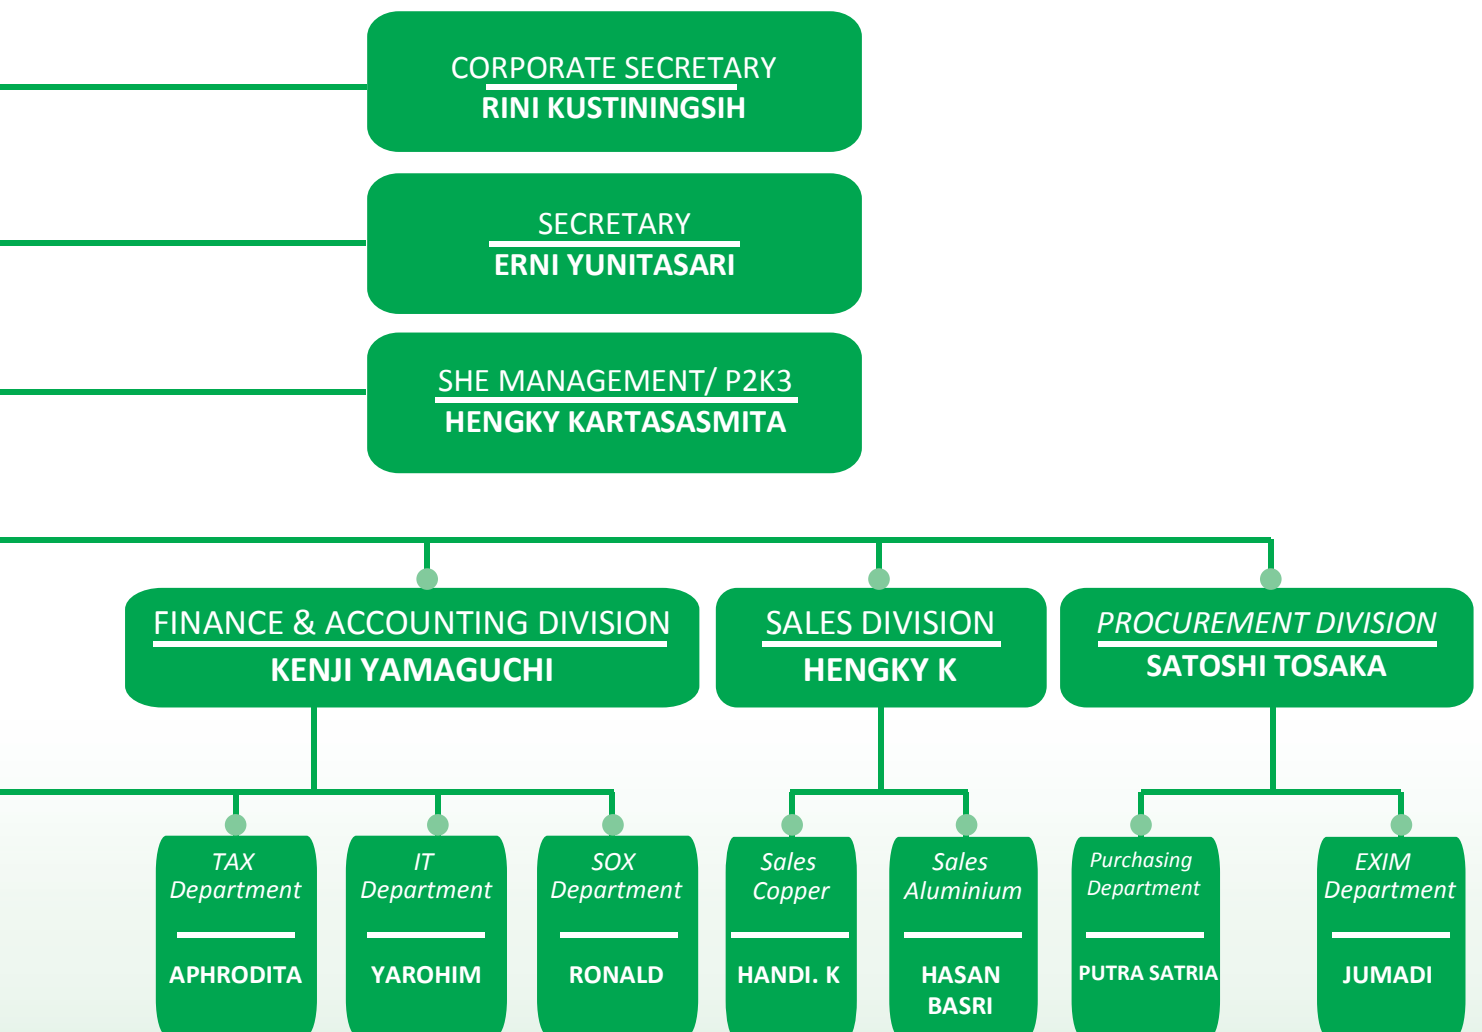 CORPORATE SECRETARY
RINI KUSTININGSIH
SECRETARY
ERNI YUNITASARI
SHE MANAGEMENT/ P2K3
HENGKY KARTASASMITA
FINANCE & ACCOUNTING DIVISION
KENJI YAMAGUCHI
SALES DIVISION
HENGKY K
PROCUREMENT DIVISION
SATOSHI TOSAKA
TAX
Department
APHRODITA
IT
Department
YAROHIM
SOX
Department
RONALD
Sales
Copper
HANDI. K
Sales
Aluminium
HASAN
BASRI
Purchasing
Department
PUTRA SATRIA
EXIM
Department
JUMADI